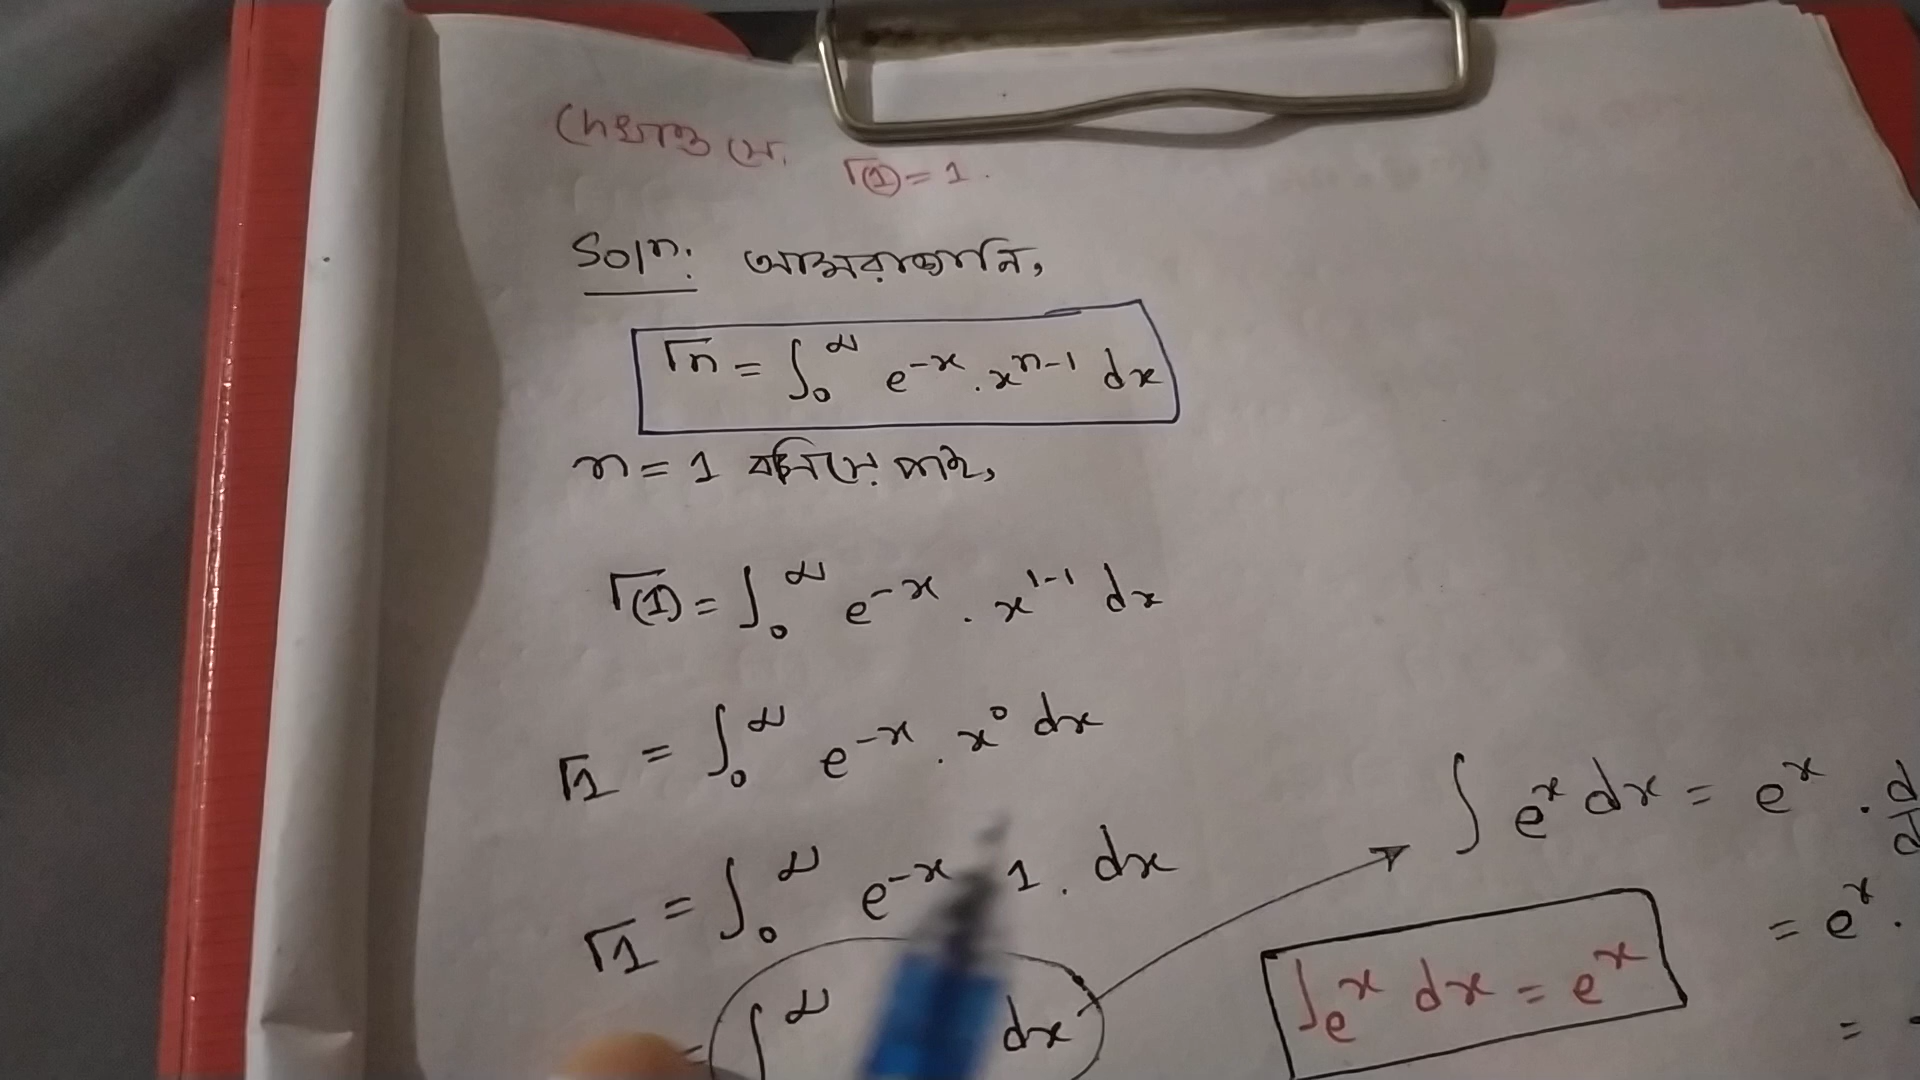 দেখাও যে, Γ(1) = 1.
Soln: আমরা জানি,
Γn = ∫₀^∞ e^{-x} . x^{n-1} dx
n = 1 বসিয়ে পাই,
Γ(1) = ∫₀^∞ e^{-x} . x^{1-1} dx
Γ1 = ∫₀^∞ e^{-x} . x^0 dx
Γ1 = ∫₀^∞ e^{-x} 1 . dx
= ∫^∞ dx
∫ e^x dx = e^x .
= e^x .
∫ e^x dx = e^x
=